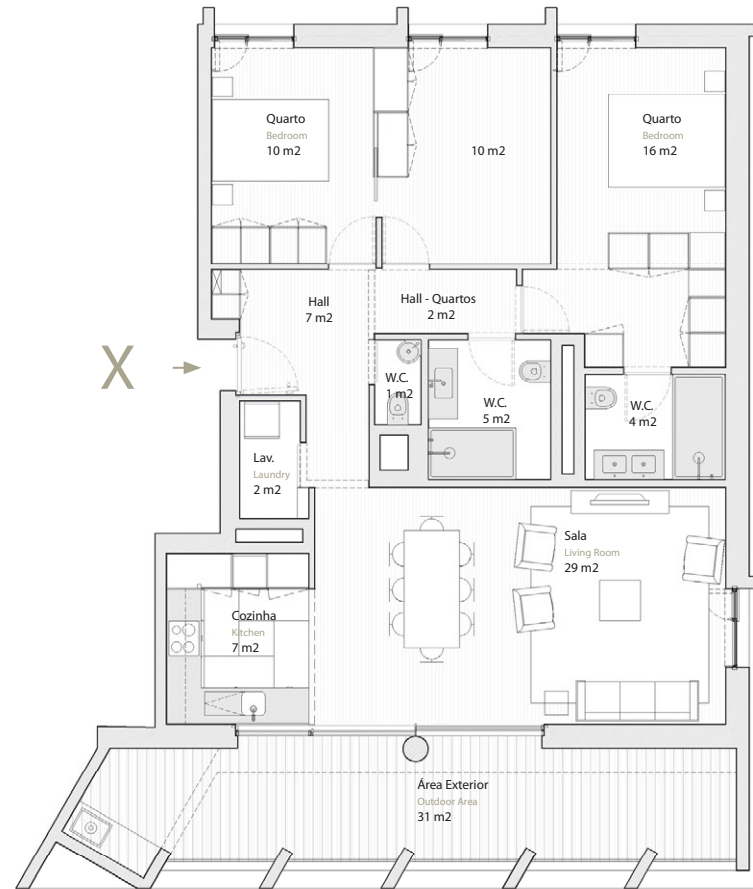 Quarto
Bedroom
10 m2
10 m2
Quarto
Bedroom
16 m2
Hall
7 m2
Hall - Quartos
2 m2
X
W.C.
1 m2
W.C.
5 m2
W.C.
4 m2
Lav.
Laundry
2 m2
Sala
Living Room
29 m2
Cozinha
Kitchen
7 m2
Área Exterior
Outdoor Area
31 m2